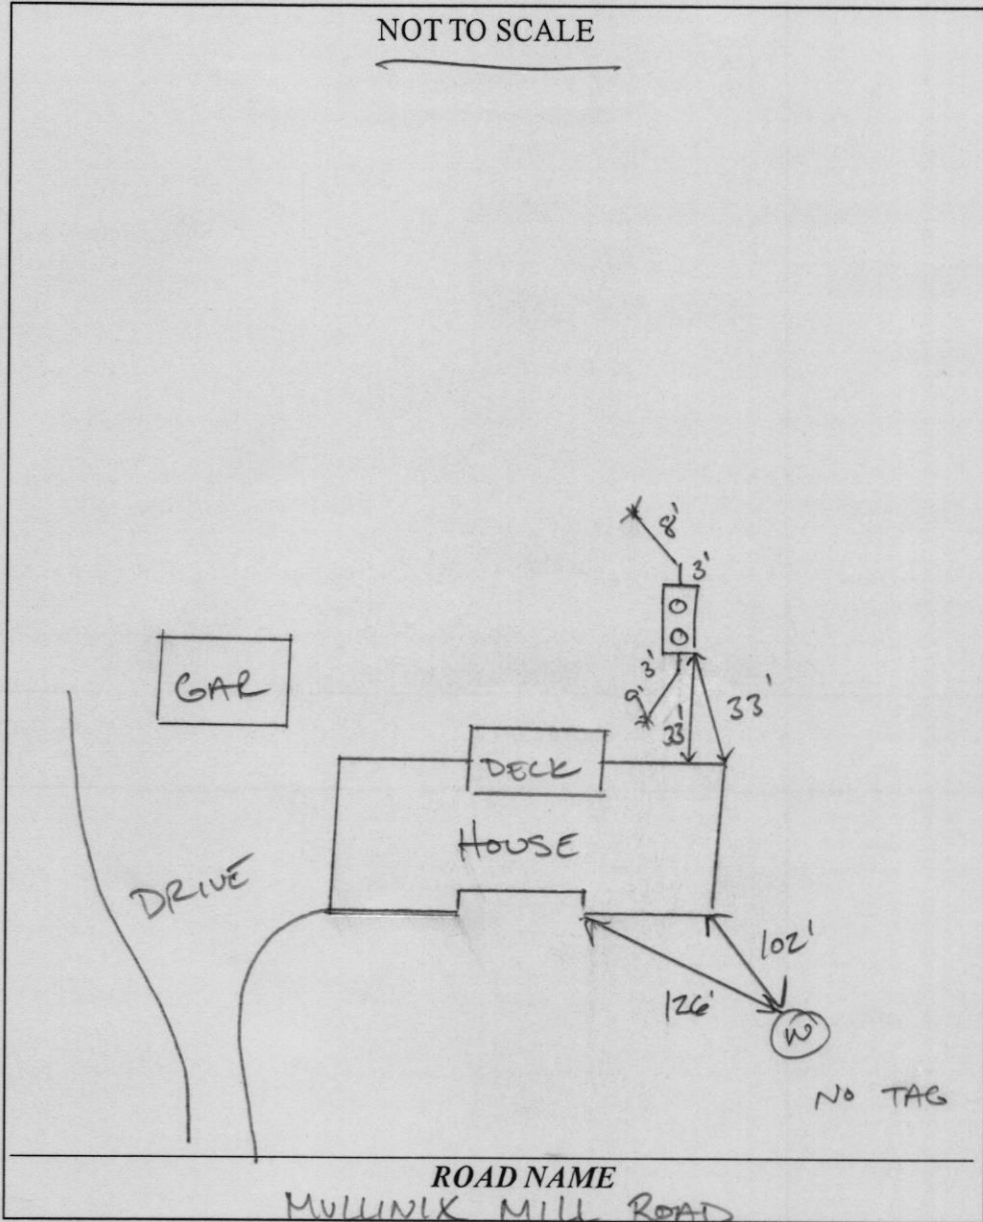 NOT TO SCALE
8'
3'
3'
9'
33'
33'
GAR
DECK
HOUSE
DRIVE
102'
126'
W
NO TAG
ROAD NAME
MULLINIX MILL ROAD